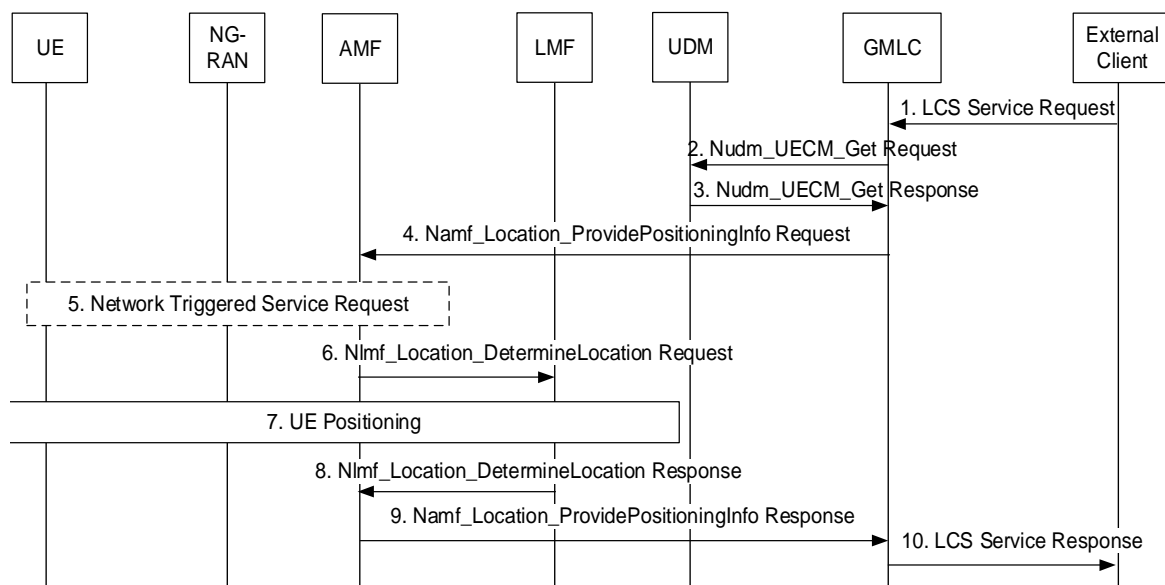 UE
NG-
RAN
AMF
LMF
UDM
GMLC
External
Client
1. LCS Service Request
2. Nudm_UECM_Get Request
3. Nudm_UECM_Get Response
4. Namf_Location_ProvidePositioningInfo Request
5. Network Triggered Service Request
6. Nlmf_Location_DetermineLocation Request
7. UE Positioning
8. Nlmf_Location_DetermineLocation Response
9. Namf_Location_ProvidePositioningInfo Response
10. LCS Service Response